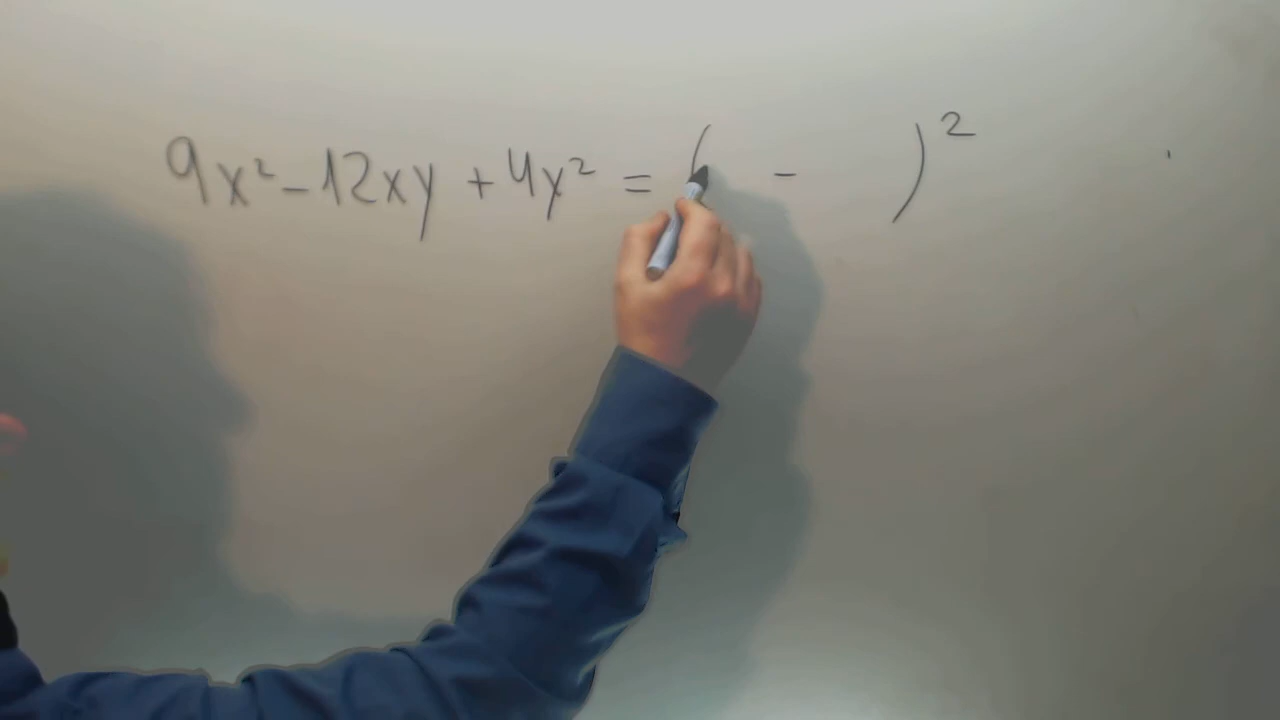 9x² - 12xy + 4y² = ( - )²